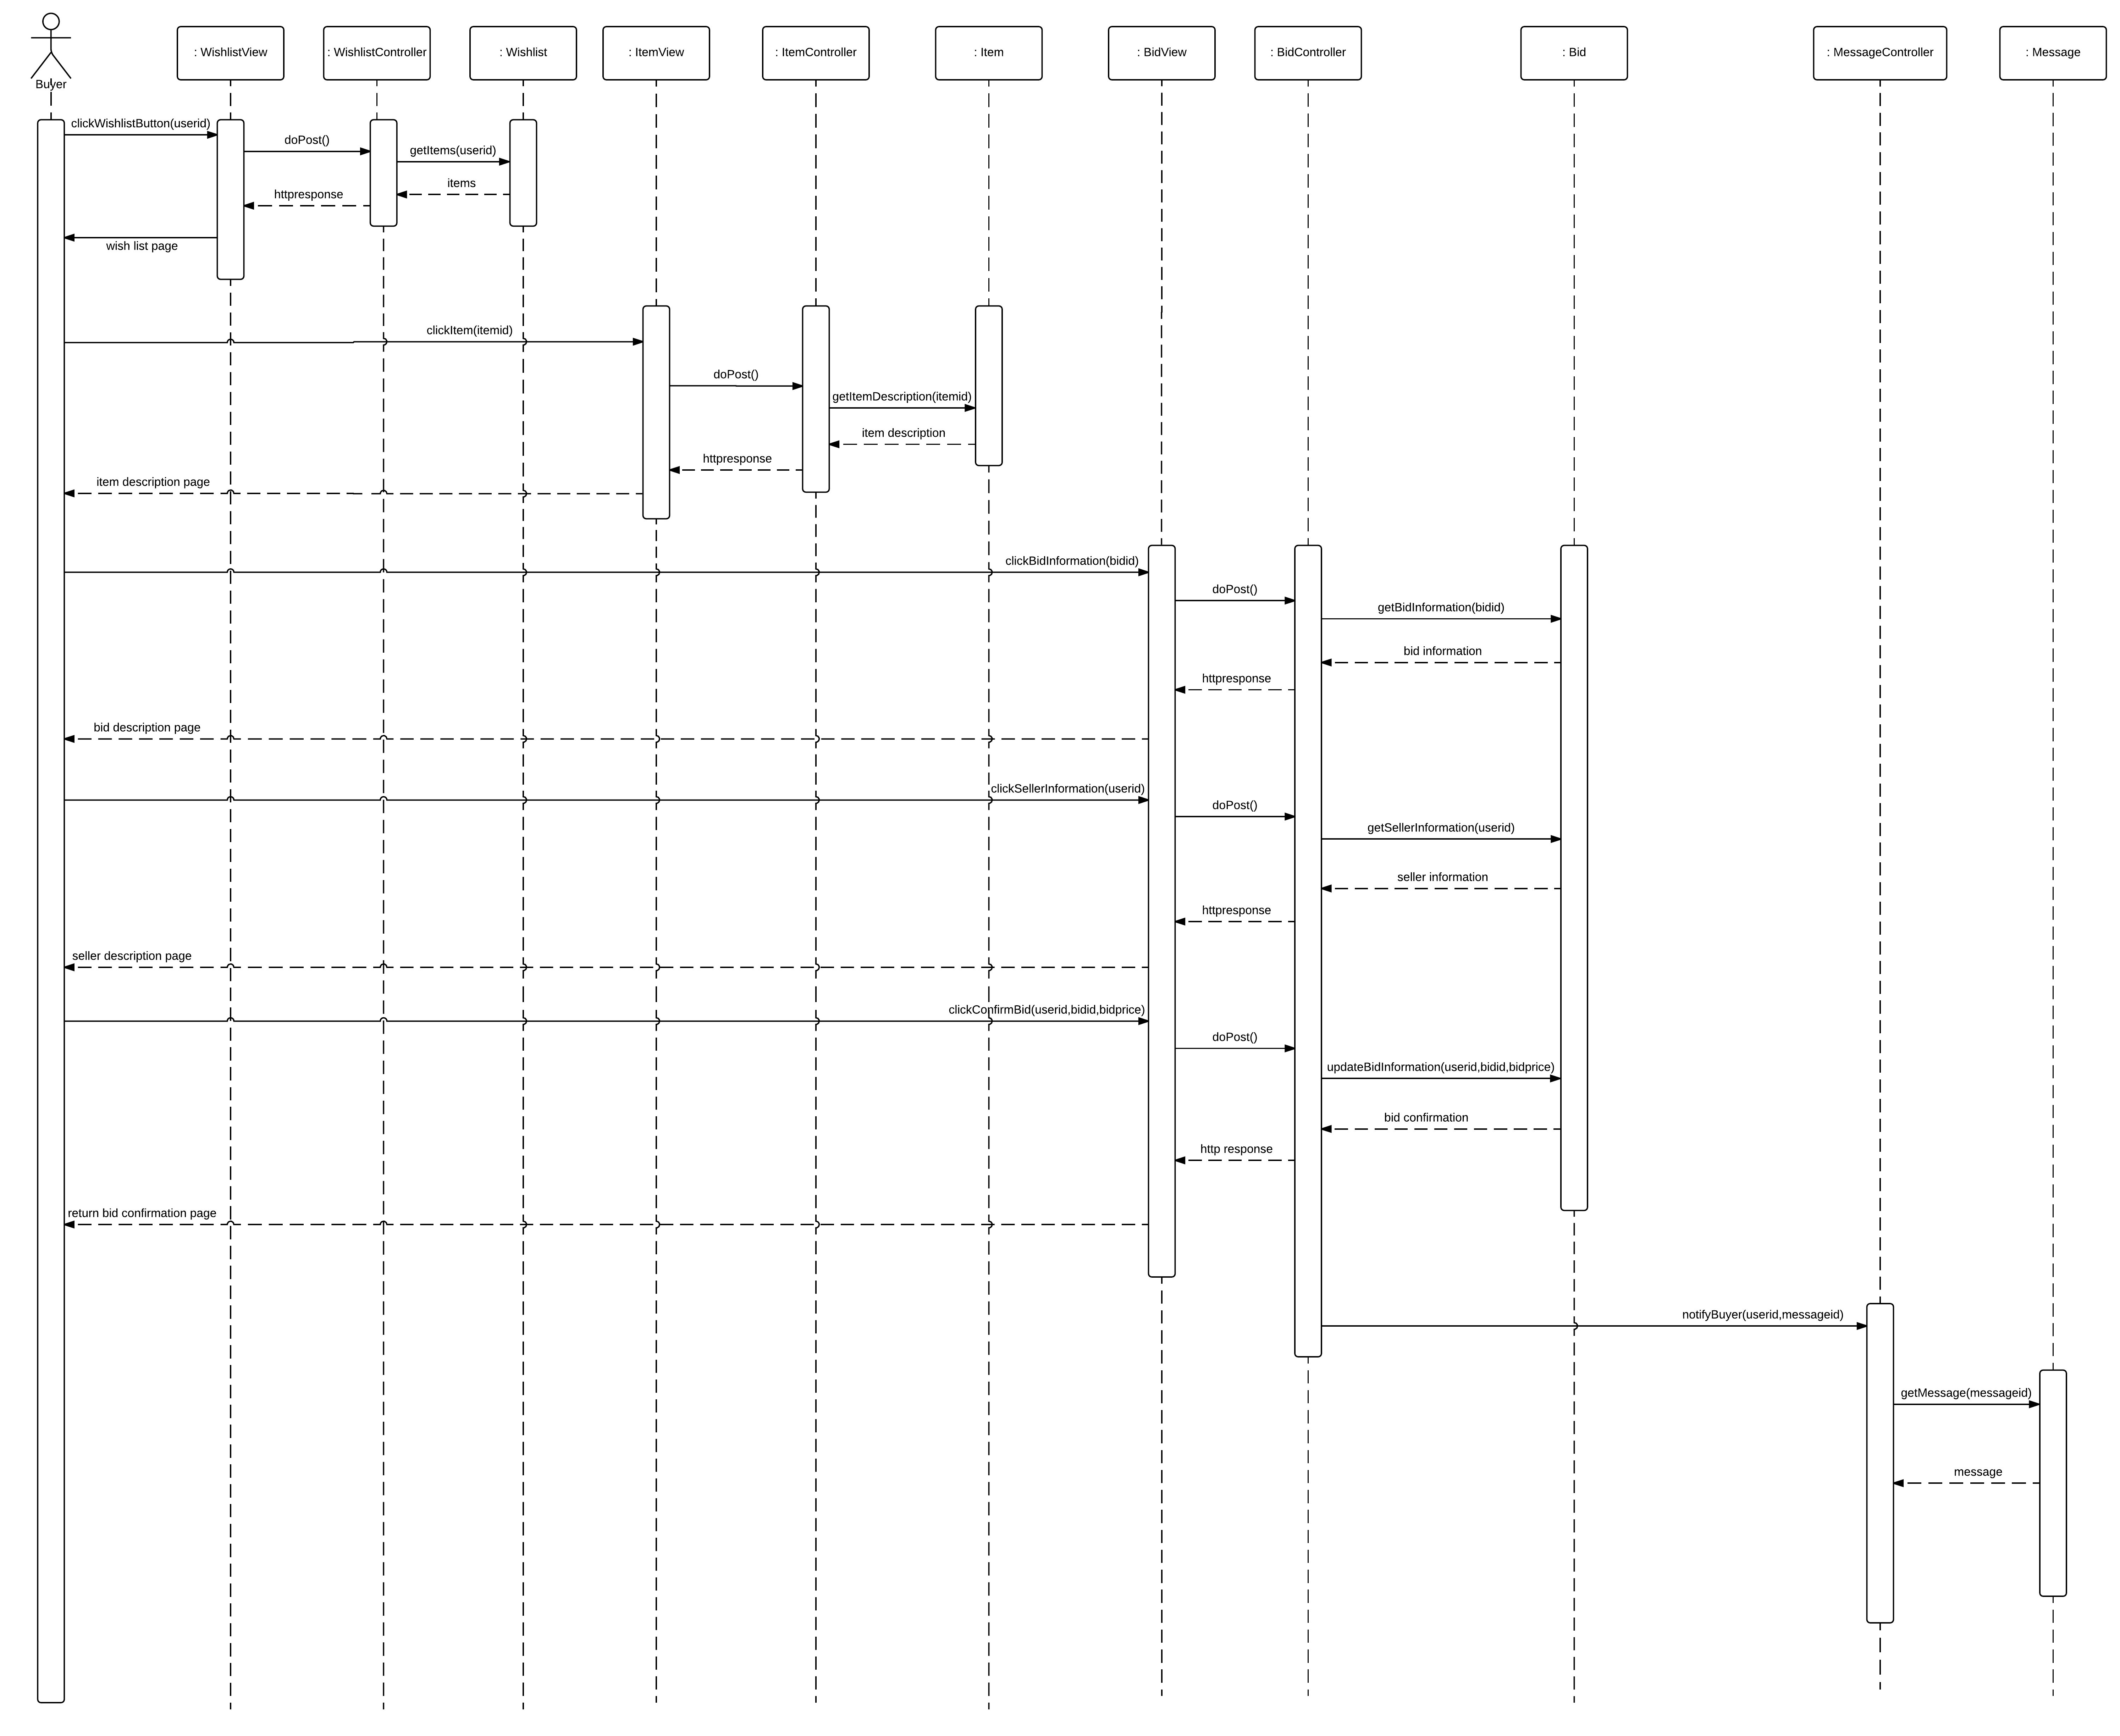 : WishlistView
: WishlistController
: Wishlist
: ItemView
: ItemController
: Item
: BidView
: BidController
: Bid
: MessageController
: Message
Buyer
clickWishlistButton(userid)
doPost()
getItems(userid)
items
httpresponse
wish list page
clickItem(itemid)
doPost()
getItemDescription(itemid)
item description
httpresponse
item description page
clickBidInformation(bidid)
doPost()
getBidInformation(bidid)
bid information
httpresponse
bid description page
clickSellerInformation(userid)
doPost()
getSellerInformation(userid)
seller information
httpresponse
seller description page
clickConfirmBid(userid,bidid,bidprice)
doPost()
updateBidInformation(userid,bidid,bidprice)
bid confirmation
http response
return bid confirmation page
notifyBuyer(userid,messageid)
getMessage(messageid)
message